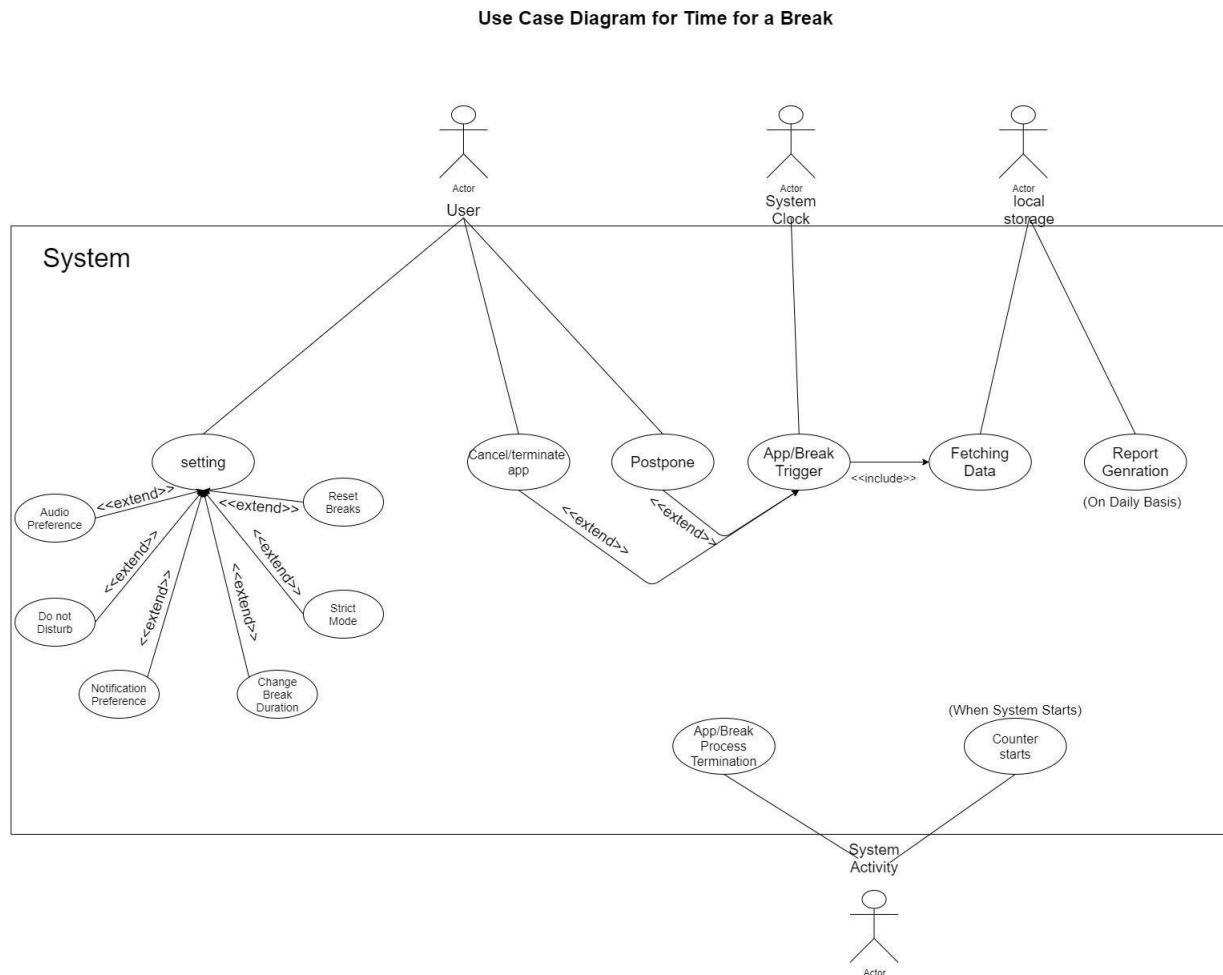 Use Case Diagram for Time for a Break
Actor
User
Actor
System
Clock
Actor
local
storage
System
setting
Cancel/terminate
app
Postpone
App/Break
Trigger
<<include>>
Fetching
Data
Report
Genration
(On Daily Basis)
Audio
Preference
<<extend>>
<<extend>>
Reset
Breaks
<<extend>>
<<extend>>
<<extend>>
<<extend>>
<<extend>>
<<extend>>
<<extend>>
Do not
Disturb
Strict
Mode
Notification
Preference
Change
Break
Duration
App/Break
Process
Termination
(When System Starts)
Counter
starts
System
Activity
Actor